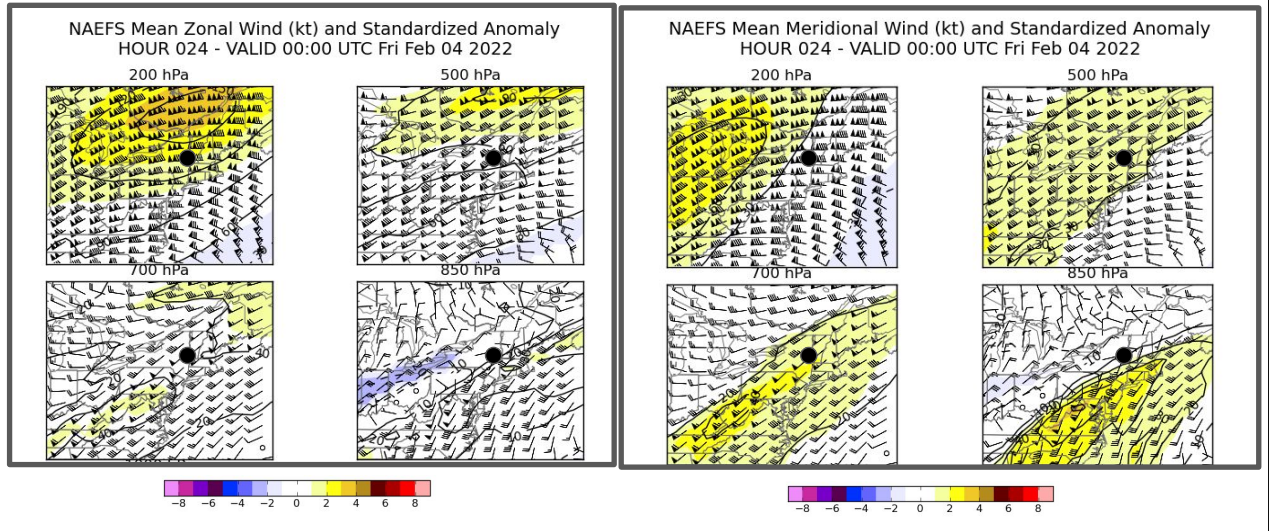 NAEFS Mean Zonal Wind (kt) and Standardized Anomaly
HOUR 024 - VALID 00:00 UTC Fri Feb 04 2022
200 hPa
500 hPa
700 hPa
850 hPa
−8 −6 −4 −2 0 2 4 6 8
NAEFS Mean Meridional Wind (kt) and Standardized Anomaly
HOUR 024 - VALID 00:00 UTC Fri Feb 04 2022
200 hPa
500 hPa
700 hPa
850 hPa
−8 −6 −4 −2 0 2 4 6 8